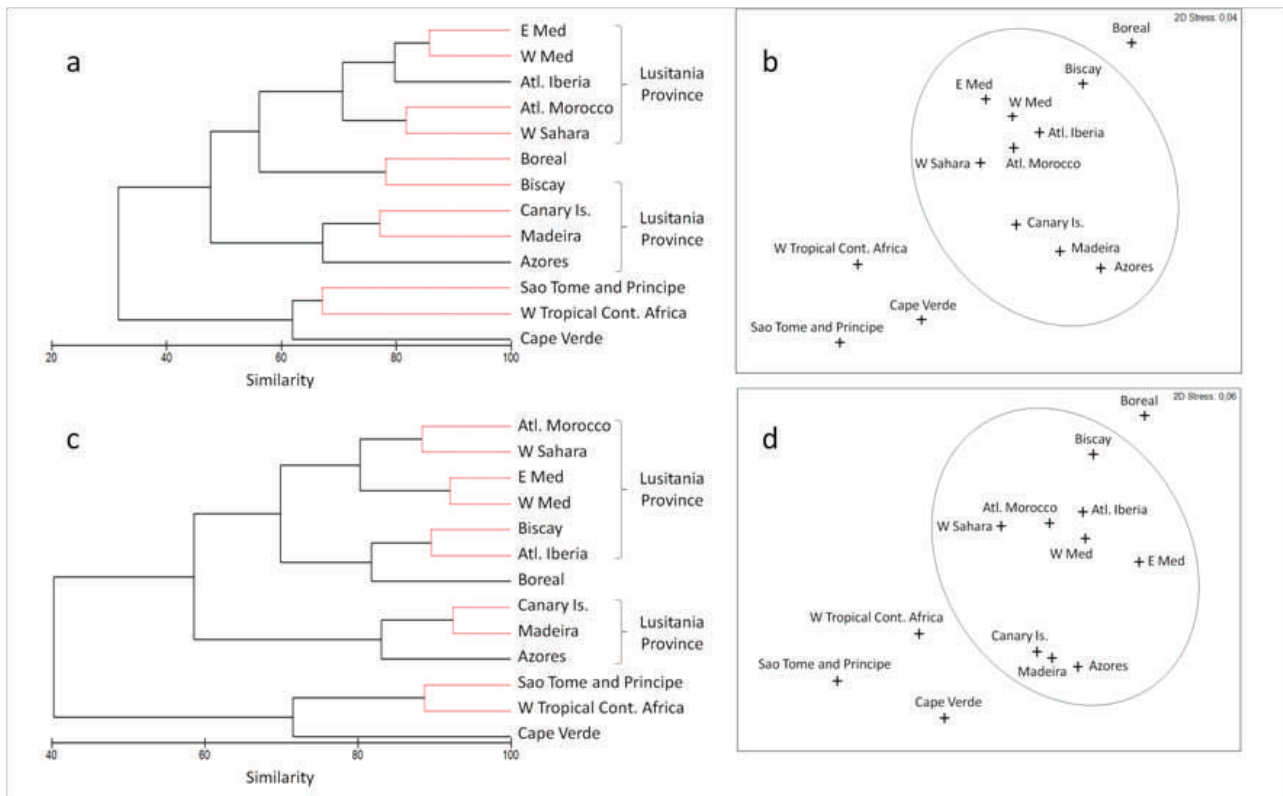 a
E Med
W Med
Atl. Iberia
Atl. Morocco
W Sahara
Boreal
Biscay
Canary Is.
Madeira
Azores
Sao Tome and Principe
W Tropical Cont. Africa
Cape Verde
Lusitania
Province
Lusitania
Province
20 40 60 80 100
Similarity
b
2D Stress: 0,04
Boreal
Biscay
E Med
W Med
Atl. Iberia
W Sahara
Atl. Morocco
Canary Is.
Madeira
Azores
W Tropical Cont. Africa
Cape Verde
Sao Tome and Principe
c
Atl. Morocco
W Sahara
E Med
W Med
Biscay
Atl. Iberia
Boreal
Canary Is.
Madeira
Azores
Sao Tome and Principe
W Tropical Cont. Africa
Cape Verde
Lusitania
Province
Lusitania
Province
40 60 80 100
Similarity
d
2D Stress: 0,06
Boreal
Biscay
Atl. Morocco
Atl. Iberia
W Sahara
W Med
E Med
W Tropical Cont. Africa
Canary Is.
Madeira
Azores
Sao Tome and Principe
Cape Verde